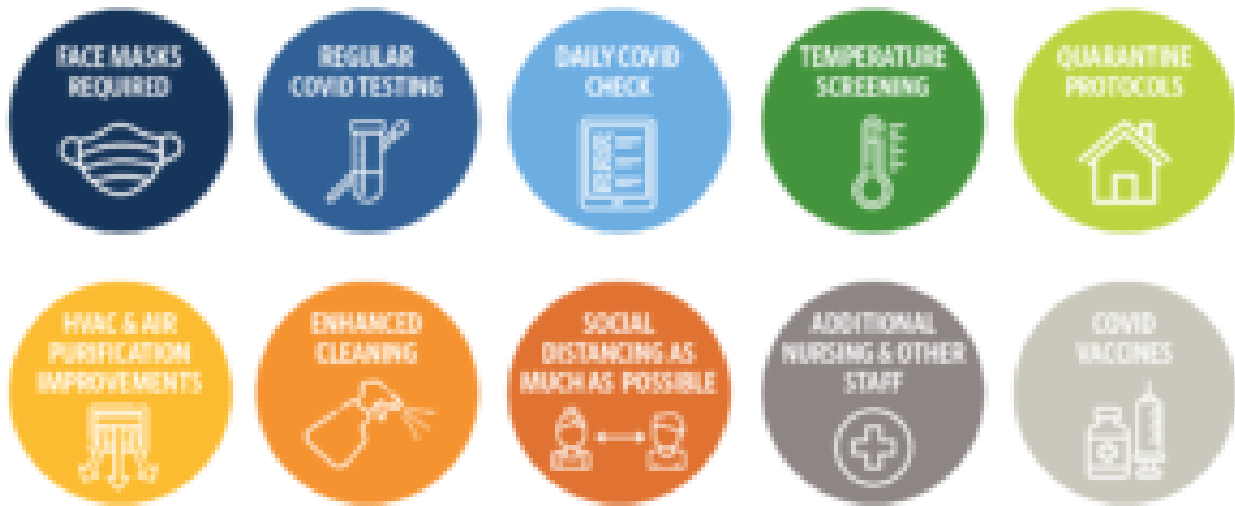 FACE MASKS
REQUIRED
REGULAR
COVID TESTING
DAILY COVID
CHECK
TEMPERATURE
SCREENING
QUARANTINE
PROTOCOLS
HVAC & AIR
PURIFICATION
IMPROVEMENTS
ENHANCED
CLEANING
SOCIAL
DISTANCING AS
MUCH AS POSSIBLE
ADDITIONAL
NURSING & OTHER
STAFF
COVID
VACCINES